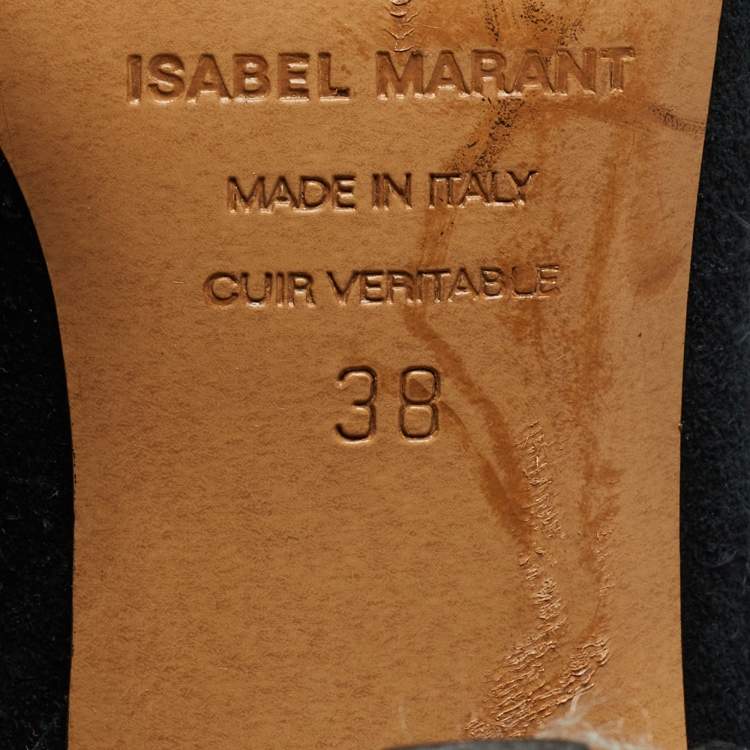 ISABEL MARANT
MADE IN ITALY
CUIR VERITABLE
38